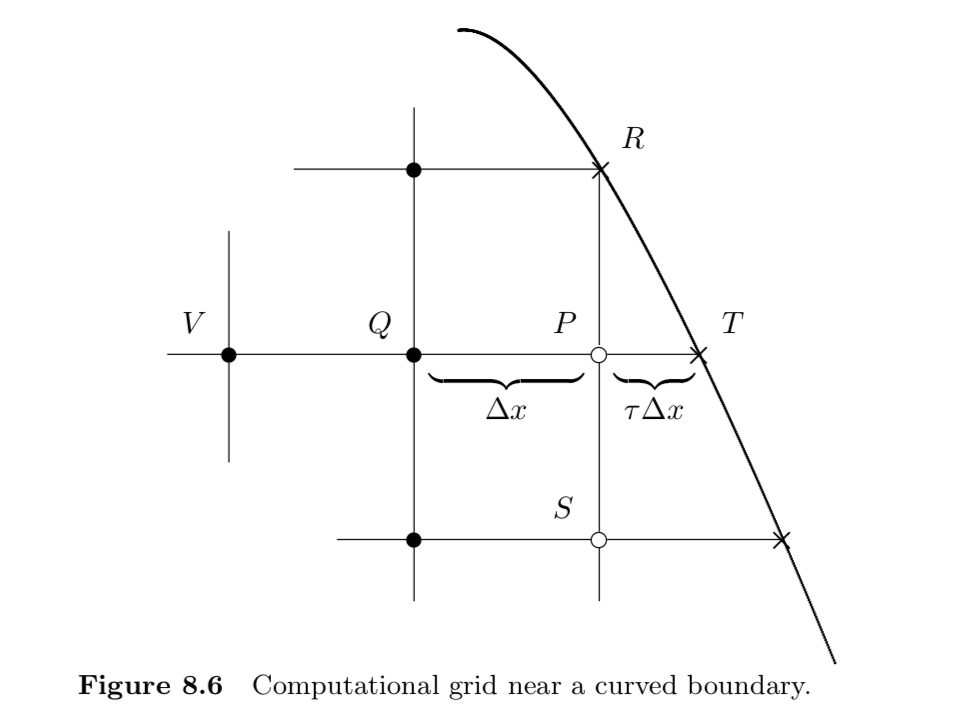 R
V Q P T
Δx τΔx
S
Figure 8.6 Computational grid near a curved boundary.